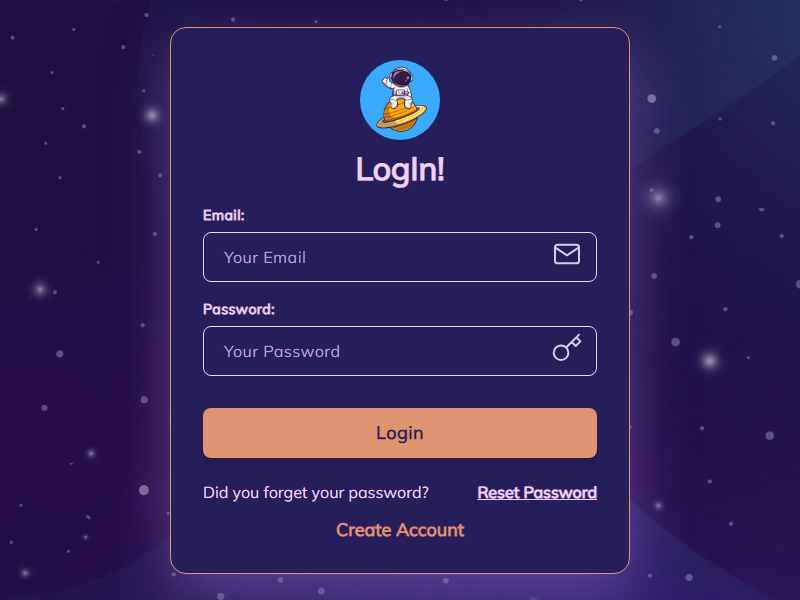 LogIn!
Email:
Your Email
Password:
Your Password
Login
Did you forget your password? Reset Password
Create Account